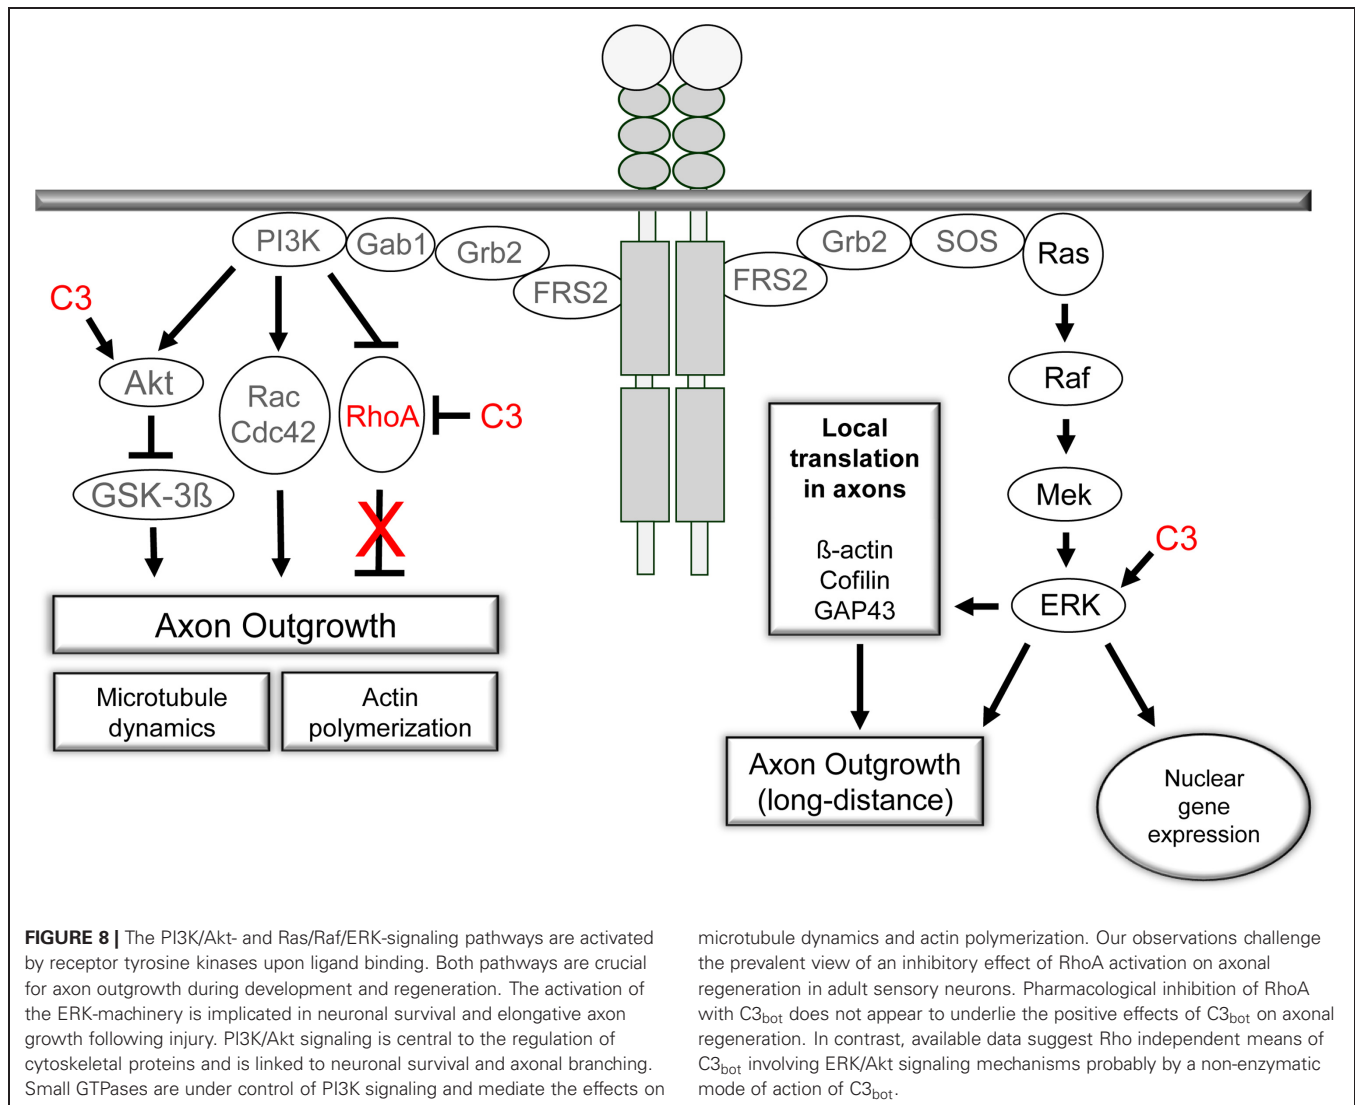 PI3K
Gab1
Grb2
FRS2
FRS2
Grb2
SOS
Ras
C3
Akt
Rac
Cdc42
RhoA
C3
GSK-3ß
X
Axon Outgrowth
Microtubule
dynamics
Actin
polymerization
Raf
Mek
C3
ERK
Local
translation
in axons
ß-actin
Cofilin
GAP43
Axon Outgrowth
(long-distance)
Nuclear
gene
expression
FIGURE 8 | The PI3K/Akt- and Ras/Raf/ERK-signaling pathways are activated
by receptor tyrosine kinases upon ligand binding. Both pathways are crucial
for axon outgrowth during development and regeneration. The activation of
the ERK-machinery is implicated in neuronal survival and elongative axon
growth following injury. PI3K/Akt signaling is central to the regulation of
cytoskeletal proteins and is linked to neuronal survival and axonal branching.
Small GTPases are under control of PI3K signaling and mediate the effects on
microtubule dynamics and actin polymerization. Our observations challenge
the prevalent view of an inhibitory effect of RhoA activation on axonal
regeneration in adult sensory neurons. Pharmacological inhibition of RhoA
with C3bot does not appear to underlie the positive effects of C3bot on axonal
regeneration. In contrast, available data suggest Rho independent means of
C3bot involving ERK/Akt signaling mechanisms probably by a non-enzymatic
mode of action of C3bot.